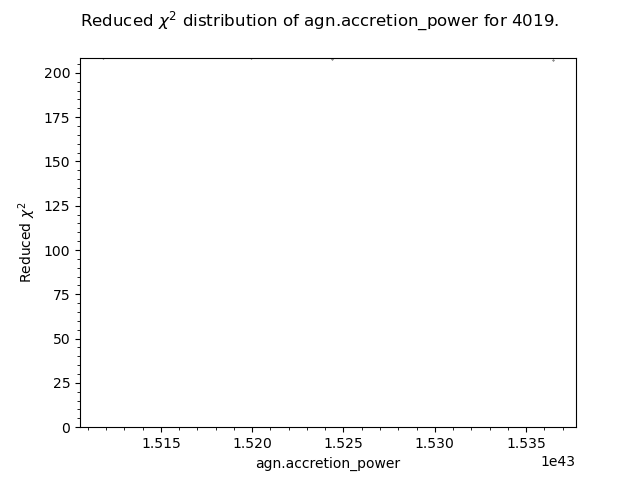 Reduced χ² distribution of agn.accretion_power for 4019.
200
175
150
125
100
75
50
25
0
Reduced χ²
1.515 1.520 1.525 1.530 1.535
1e43
agn.accretion_power